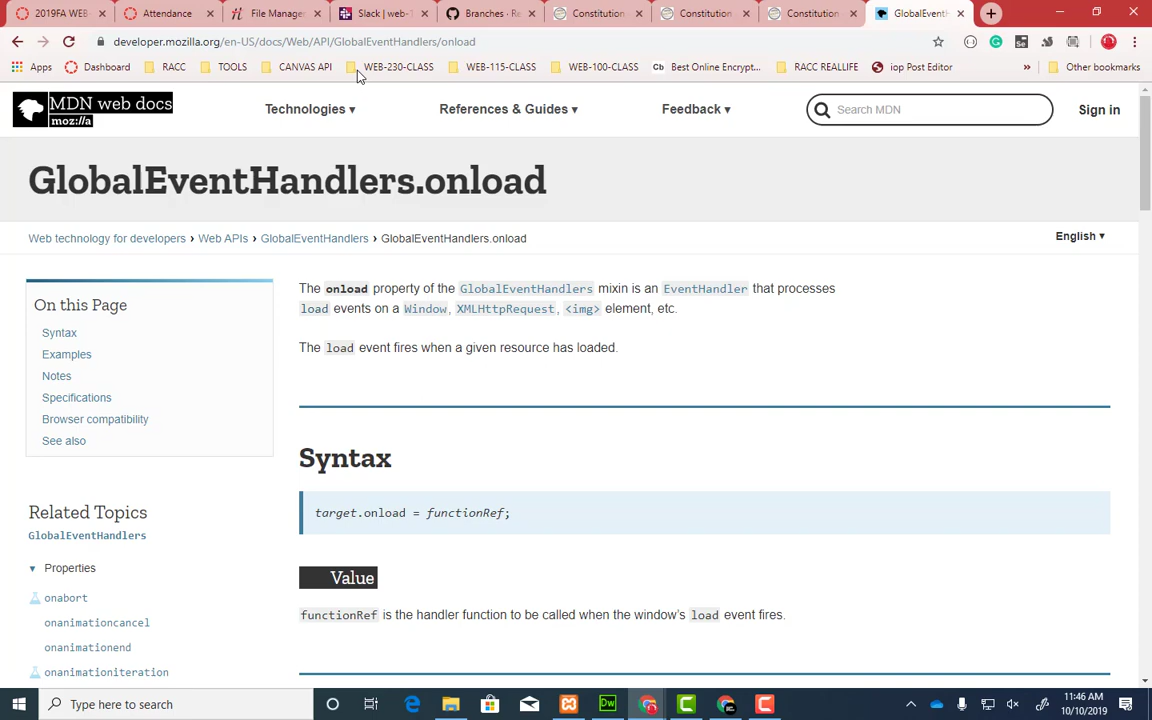 2019FA WEB-
Attendance
File Manage
Slack | web-1
Branches · Re
Constitution
Constitution
Constitution
GlobalEventH
developer.mozilla.org/en-US/docs/Web/API/GlobalEventHandlers/onload
Apps
Dashboard
RACC
TOOLS
CANVAS API
WEB-230-CLASS
WEB-115-CLASS
WEB-100-CLASS
Cb Best Online Encrypt...
RACC REALLIFE
iop Post Editor
»
Other bookmarks
MDN web docs
moz://a
Technologies ▾
References & Guides ▾
Feedback ▾
Search MDN
Sign in
GlobalEventHandlers.onload
Web technology for developers › Web APIs › GlobalEventHandlers › GlobalEventHandlers.onload
English ▾
On this Page
Syntax
Examples
Notes
Specifications
Browser compatibility
See also
Related Topics
GlobalEventHandlers
▾ Properties
onabort
onanimationcancel
onanimationend
onanimationiteration
The onload property of the GlobalEventHandlers mixin is an EventHandler that processes
load events on a Window, XMLHttpRequest, <img> element, etc.
The load event fires when a given resource has loaded.
Syntax
target.onload = functionRef;
Value
functionRef is the handler function to be called when the window's load event fires.
Type here to search
Dw
11:46 AM
10/10/2019